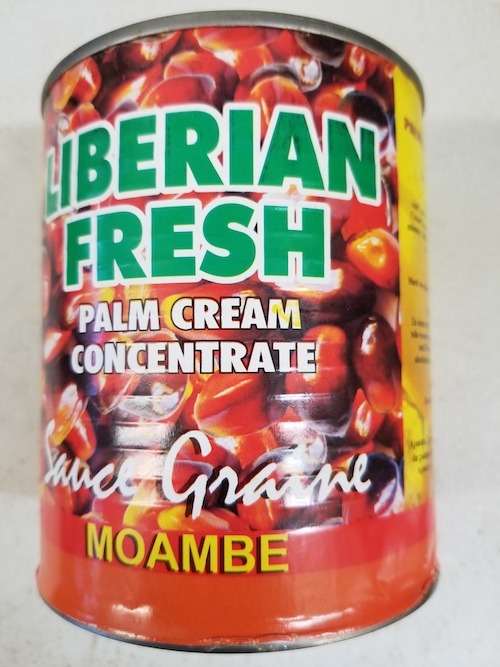 LIBERIAN
FRESH
PALM CREAM
CONCENTRATE
Sauce Graine
MOAMBE